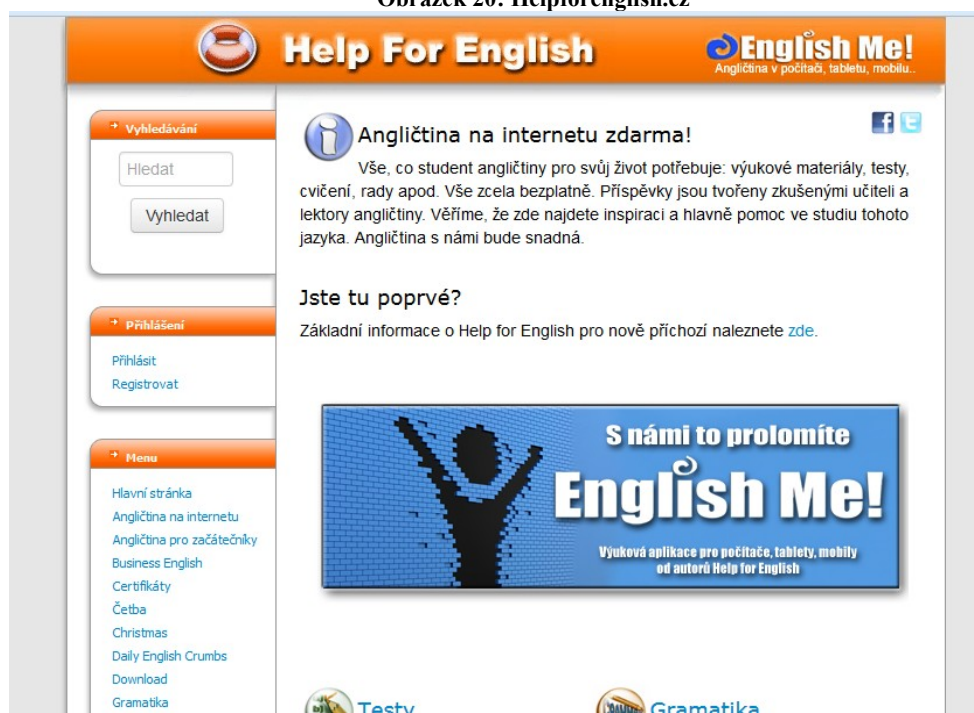 Obrázek 20: Helpforenglish.cz
Help For English
English Me!
Angličtina v počítači, tabletu, mobilu..
Vyhledávání
Hledat
Vyhledat
Přihlášení
Přihlásit
Registrovat
Menu
Hlavní stránka
Angličtina na internetu
Angličtina pro začátečníky
Business English
Certifikáty
Četba
Christmas
Daily English Crumbs
Download
Gramatika
Angličtina na internetu zdarma!
Vše, co student angličtiny pro svůj život potřebuje: výukové materiály, testy,
cvičení, rady apod. Vše zcela bezplatně. Příspěvky jsou tvořeny zkušenými učiteli a
lektory angličtiny. Věříme, že zde najdete inspiraci a hlavně pomoc ve studiu tohoto
jazyka. Angličtina s námi bude snadná.
Jste tu poprvé?
Základní informace o Help for English pro nově příchozí naleznete zde.
S námi to prolomíte
English Me!
Výuková aplikace pro počítače, tablety, mobily
od autorů Help for English
Testy
Gramatika